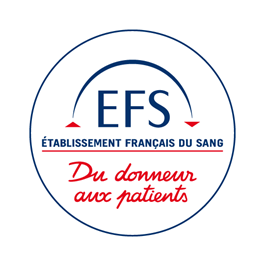 EFS
ÉTABLISSEMENT FRANÇAIS DU SANG
Du donneur
aux patients